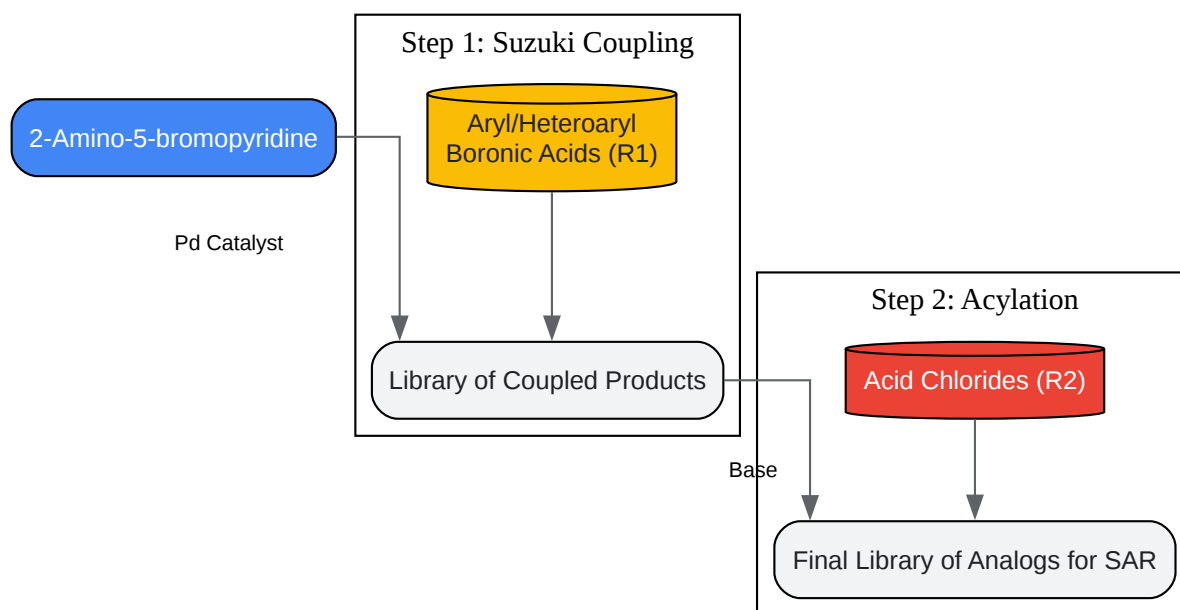 Step 1: Suzuki Coupling
2-Amino-5-bromopyridine
Aryl/Heteroaryl
Boronic Acids (R1)
Pd Catalyst
Library of Coupled Products
Step 2: Acylation
Acid Chlorides (R2)
Base
Final Library of Analogs for SAR